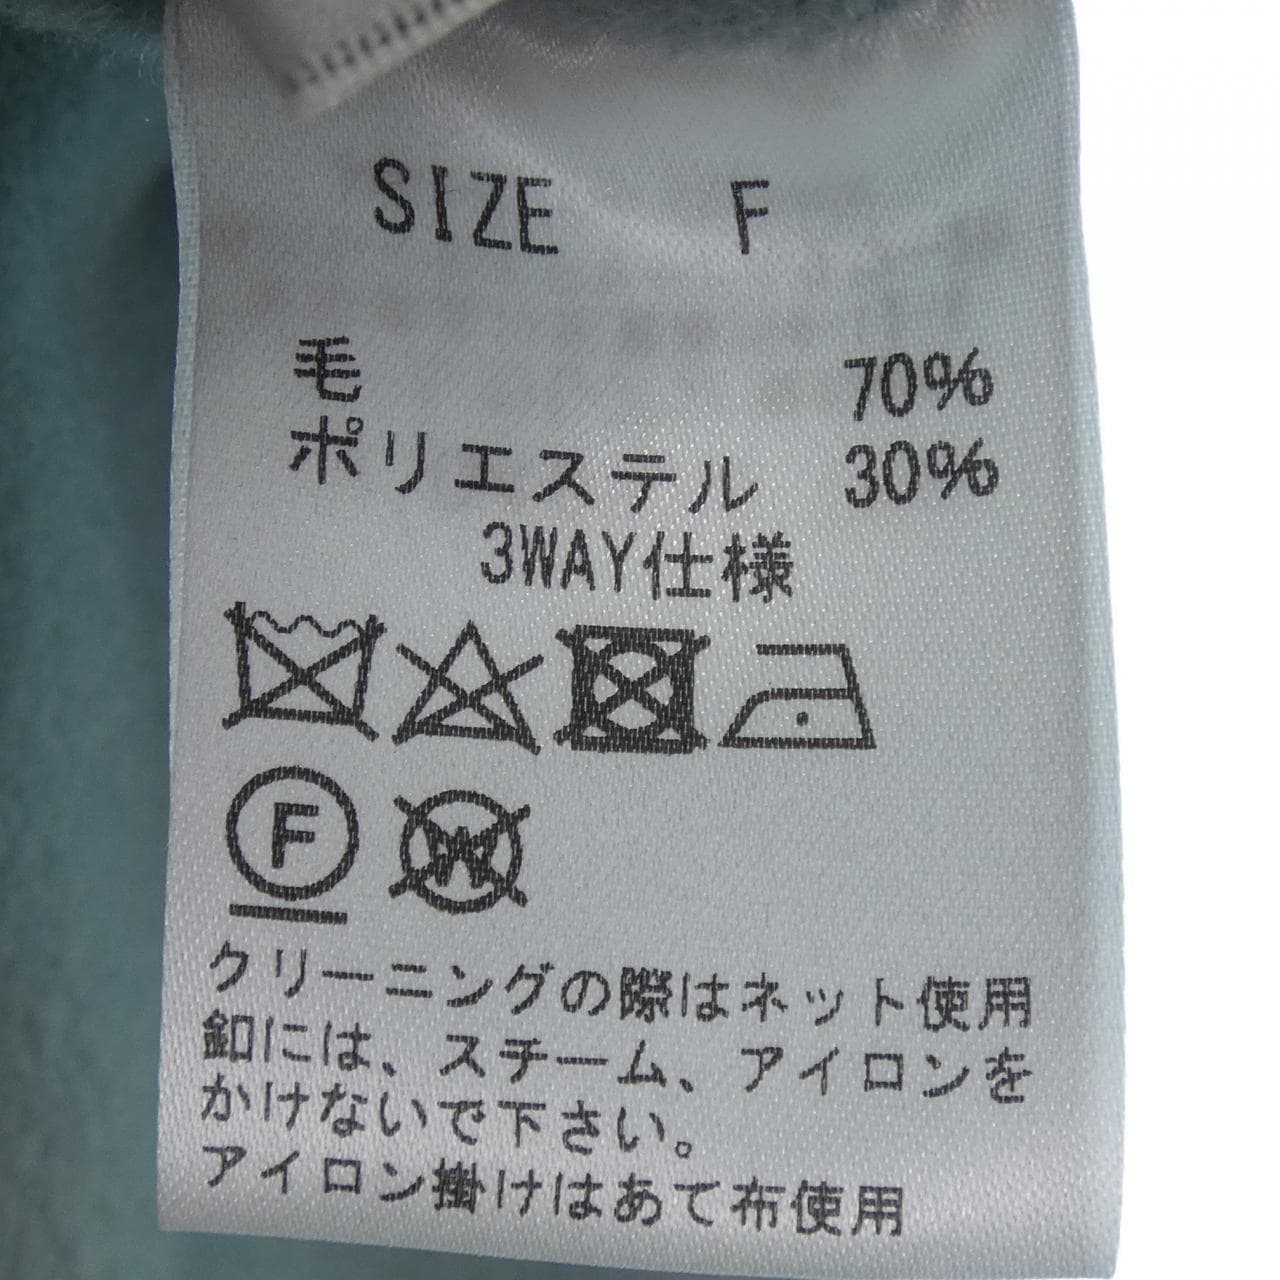 SIZE F
毛 70%
ポリエステル 30%
3WAY仕様
F W
クリーニングの際はネット使用
釦には、スチーム、アイロンを
かけないで下さい。
アイロン掛けはあて布使用